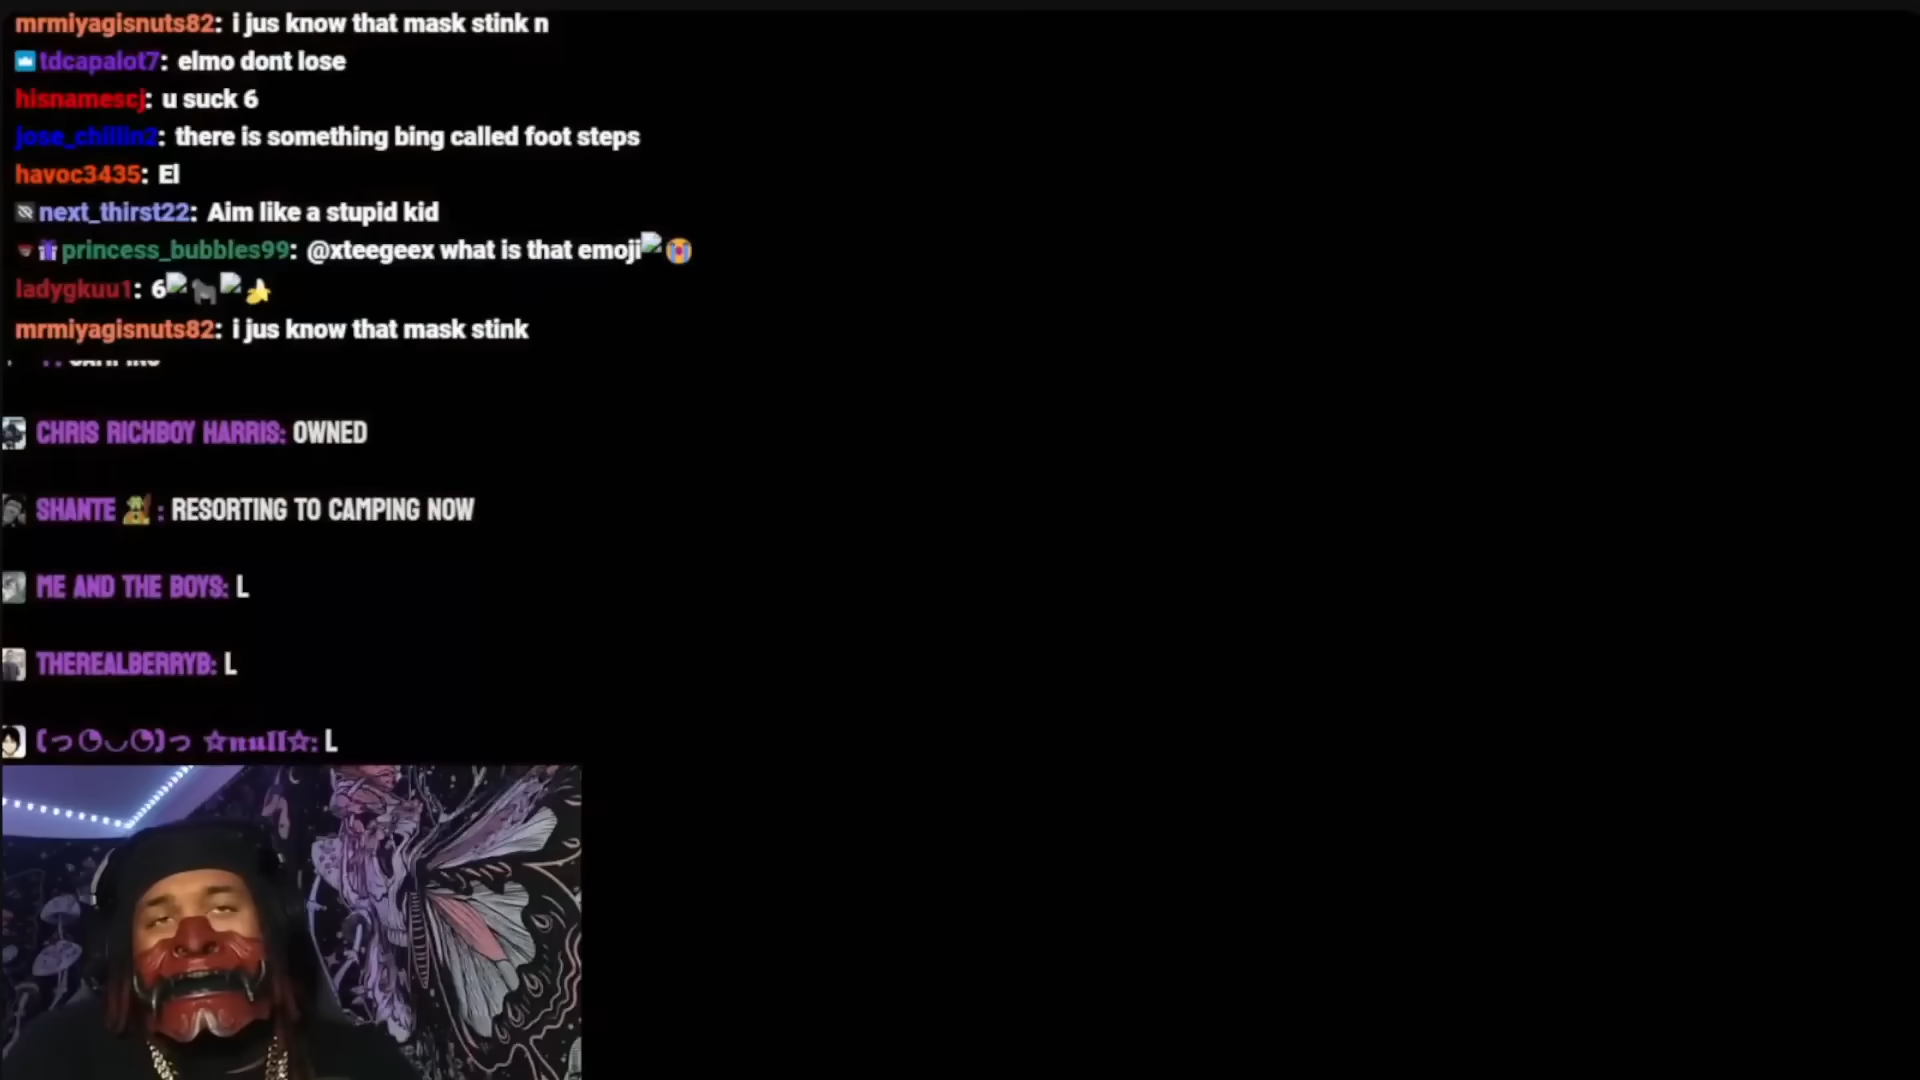 mrmiyagisnuts82: i jus know that mask stink n
tdcapalot7: elmo dont lose
hisnamescj: u suck 6
jose_chillin2: there is something bing called foot steps
havoc3435: El
next_thirst22: Aim like a stupid kid
princess_bubbles99: @xteegeex what is that emoji😭
ladygkuu1: 6🦍🍌
mrmiyagisnuts82: i jus know that mask stink
CAMPING
CHRIS RICHBOY HARRIS: OWNED
SHANTE : RESORTING TO CAMPING NOW
ME AND THE BOYS: L
THEREALBERRYB: L
(っ◔◡◔)っ ☆null☆: L